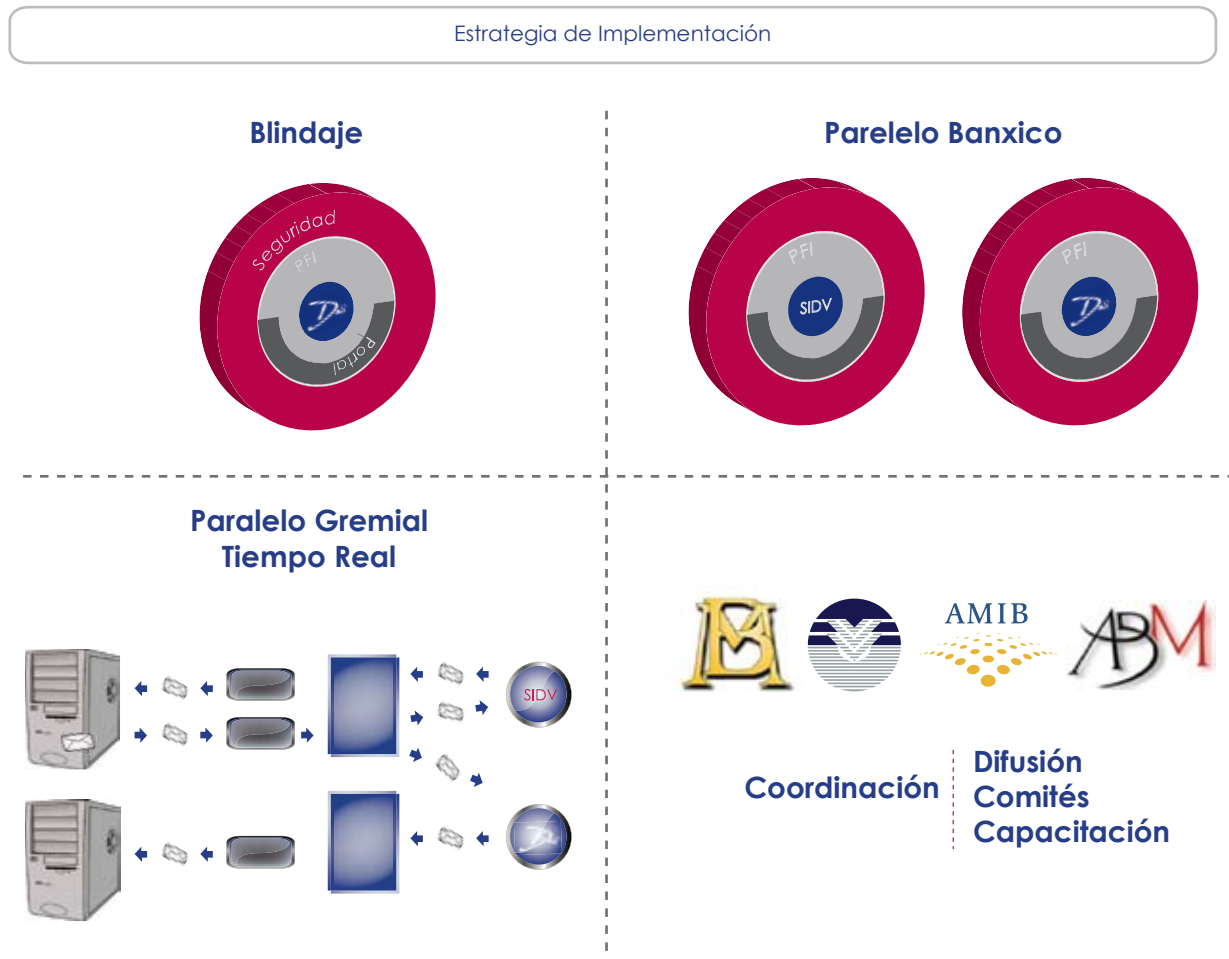 Estrategia de Implementación
Blindaje
Seguridad
PFI
Portal
Parelelo Banxico
PFI
SIDV
PFI
Paralelo Gremial
Tiempo Real
SIDV
AMIB
ABM
Coordinación
Difusión
Comités
Capacitación